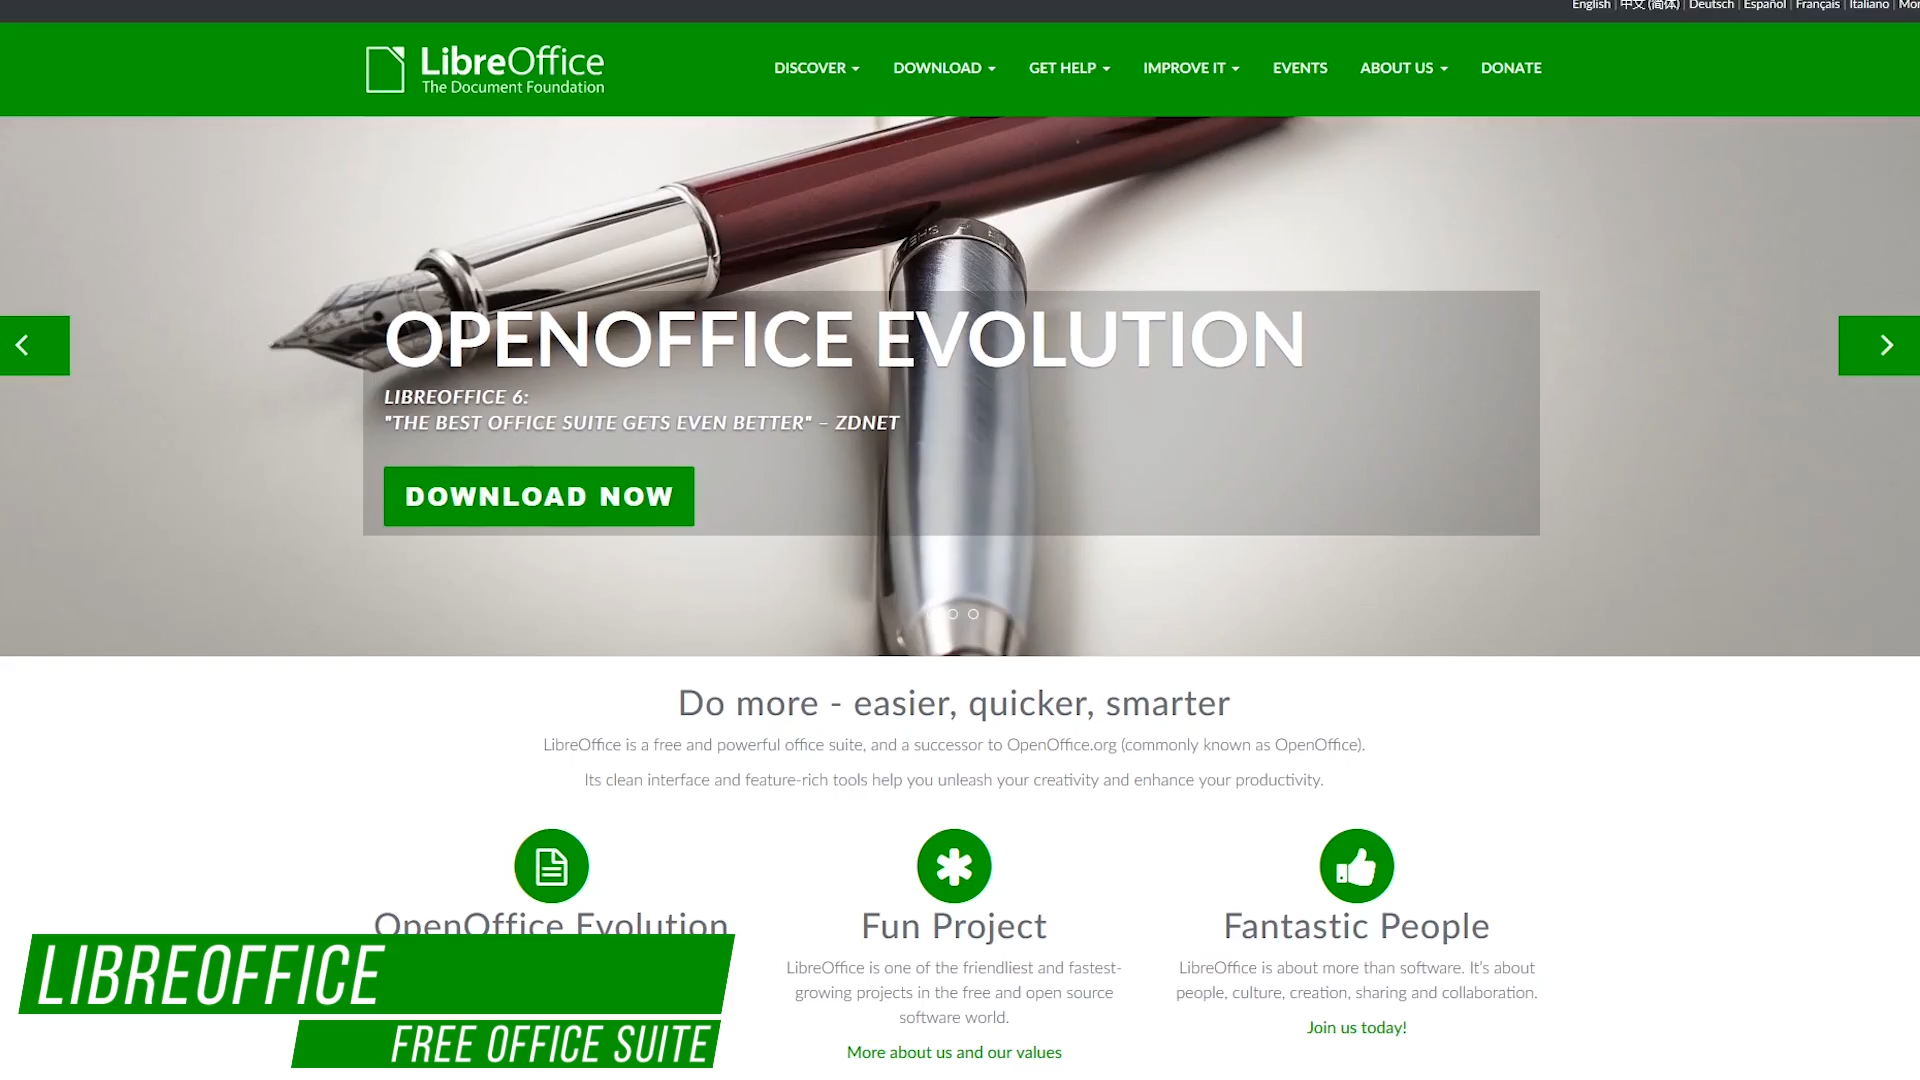 English | 中文 (简体) | Deutsch | Español | Français | Italiano |
LibreOffice
The Document Foundation
DISCOVER DOWNLOAD GET HELP IMPROVE IT EVENTS ABOUT US DONATE
OPENOFFICE EVOLUTION
LIBREOFFICE 6:
"THE BEST OFFICE SUITE GETS EVEN BETTER" – ZDNET
DOWNLOAD NOW
Do more - easier, quicker, smarter
LibreOffice is a free and powerful office suite, and a successor to OpenOffice.org (commonly known as OpenOffice).
Its clean interface and feature-rich tools help you unleash your creativity and enhance your productivity.
OpenOffice Evolution
Fun Project
LibreOffice is one of the friendliest and fastest-
growing projects in the free and open source
software world.
More about us and our values
Fantastic People
LibreOffice is about more than software. It's about
people, culture, creation, sharing and collaboration.
Join us today!
LIBREOFFICE
FREE OFFICE SUITE